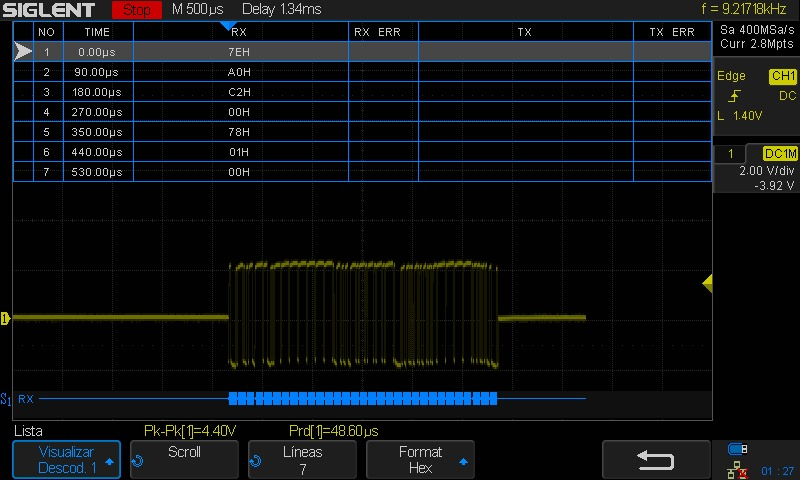 SIGLENT Stop M 500µs Delay 1.34ms f = 9.21718kHz
NO TIME RX RX ERR TX TX ERR
1 0.00µs 7EH
2 90.00µs A0H
3 180.00µs C2H
4 270.00µs 00H
5 350.00µs 78H
6 440.00µs 01H
7 530.00µs 00H
Sa 400MSa/s
Curr 2.8Mpts
Edge CH1
DC
L 1.40V
1 DC1M
2.00 V/div
-3.92 V
1
S1 RX
Lista Pk-Pk[1]=4.40V Prd[1]=48.60µs
Visualizar
Descod. 1
Scroll
Líneas
7
Format
Hex
01 : 27